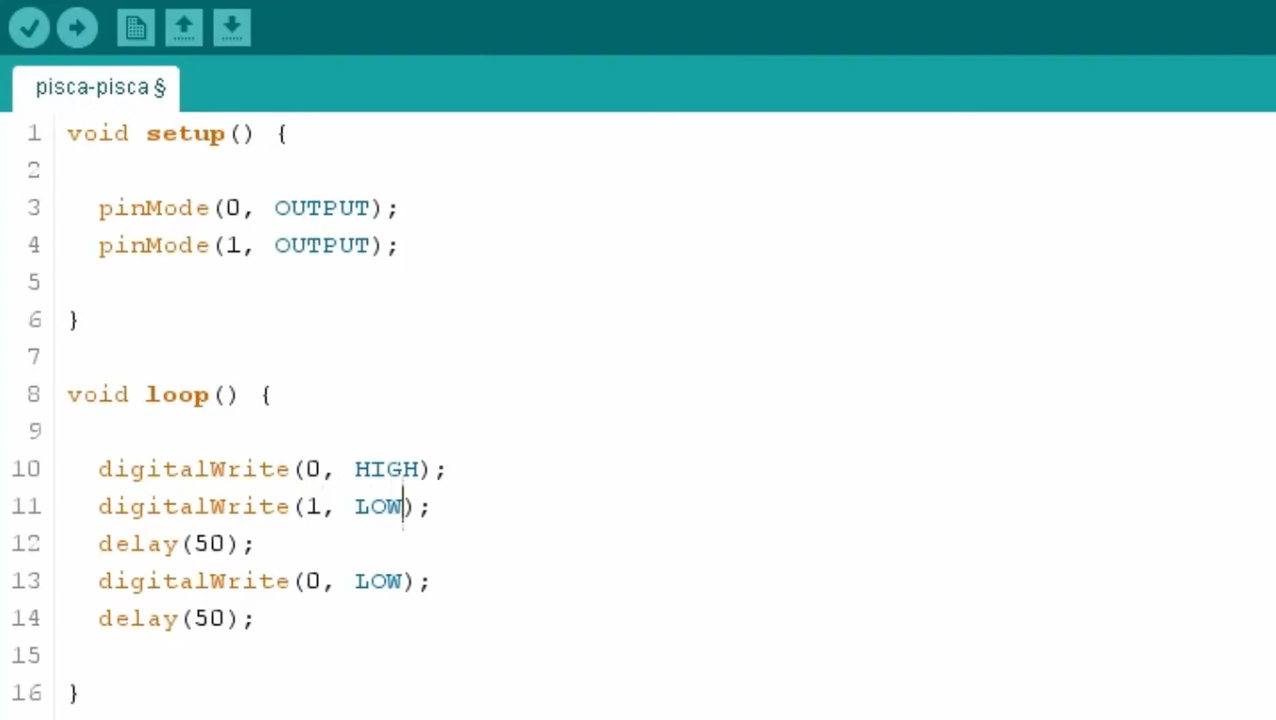 pisca-pisca §
1 void setup() {
2
3 pinMode(0, OUTPUT);
4 pinMode(1, OUTPUT);
5
6 }
7
8 void loop() {
9
10 digitalWrite(0, HIGH);
11 digitalWrite(1, LOW);
12 delay(50);
13 digitalWrite(0, LOW);
14 delay(50);
15
16 }